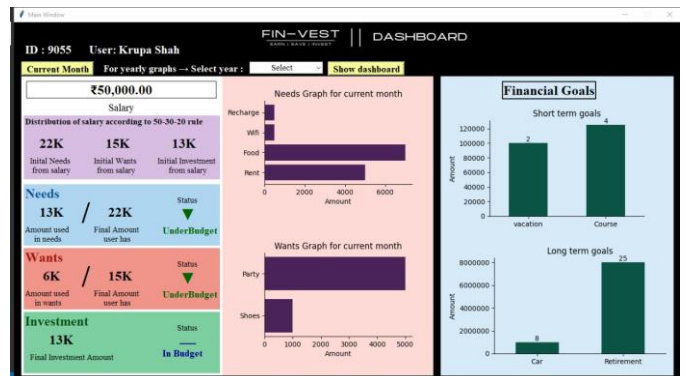 Main Window
FIN-VEST || DASHBOARD
EARN | SAVE | INVEST
ID : 9055 User: Krupa Shah
Current Month For yearly graphs → Select year : Select Show dashboard
₹50,000.00
Salary
Distribution of salary according to 50-30-20 rule
22K 15K 13K
Inital Needs from salary
Initial Wants from salary
Initial Investment from salary
Needs
13K / 22K
Amount used in needs
Final Amount user has
Status
UnderBudget
Wants
6K / 15K
Amount used in wants
Final Amount user has
Status
UnderBudget
Investment
13K
Final Investment Amount
Status
In Budget
Needs Graph for current month
Recharge
Wifi
Food
Rent
0 2000 4000 6000
Amount
Wants Graph for current month
Party
Shoes
0 1000 2000 3000 4000 5000
Amount
Financial Goals
Short term goals
Amount
120000
100000
80000
60000
40000
20000
0
2
4
vacation Course
Long term goals
Amount
8000000
6000000
4000000
2000000
0
8
25
Car Retirement